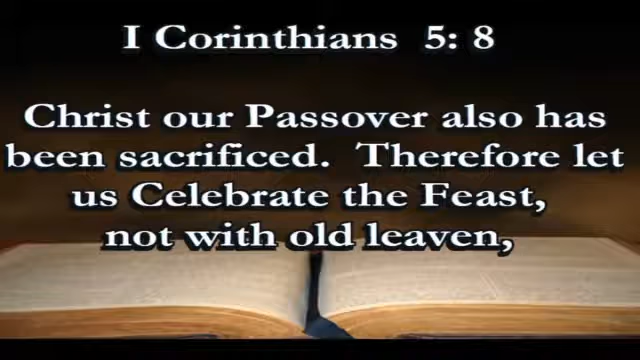 I Corinthians 5: 8
Christ our Passover also has
been sacrificed. Therefore let
us Celebrate the Feast,
not with old leaven,